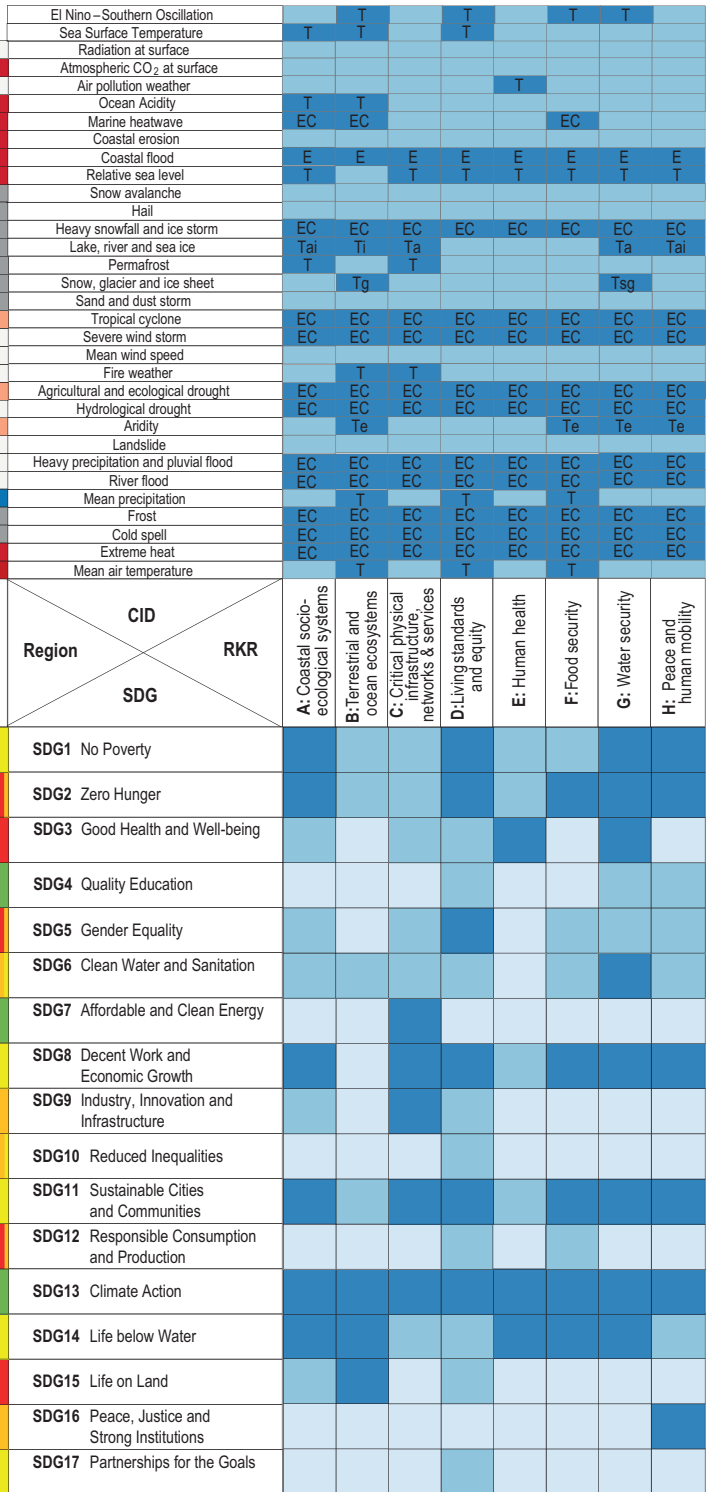 El Nino – Southern Oscillation T T T T
Sea Surface Temperature T T T
Radiation at surface
Atmospheric CO2 at surface
Air pollution weather T
Ocean Acidity T T
Marine heatwave EC EC EC
Coastal erosion
Coastal flood E E E E E E E E
Relative sea level T T T T T T T
Snow avalanche
Hail
Heavy snowfall and ice storm EC EC EC EC EC EC EC EC
Lake, river and sea ice Tai Ti Ta Ta Tai
Permafrost T T
Snow, glacier and ice sheet Tg Tsg
Sand and dust storm
Tropical cyclone EC EC EC EC EC EC EC EC
Severe wind storm EC EC EC EC EC EC EC EC
Mean wind speed
Fire weather T T
Agricultural and ecological drought EC EC EC EC EC EC EC EC
Hydrological drought EC EC EC EC EC EC EC EC
Aridity Te Te Te Te
Landslide
Heavy precipitation and pluvial flood EC EC EC EC EC EC EC EC
River flood EC EC EC EC EC EC EC EC
Mean precipitation T T T
Frost EC EC EC EC EC EC EC EC
Cold spell EC EC EC EC EC EC EC EC
Extreme heat EC EC EC EC EC EC EC EC
Mean air temperature T T T
CID
Region
RKR
SDG
A: Coastal socio-
ecological systems
B: Terrestrial and
ocean ecosystems
C: Critical physical
infrastructure,
networks & services
D: Living standards
and equity
E: Human health
F: Food security
G: Water security
H: Peace and
human mobility
SDG1 No Poverty
SDG2 Zero Hunger
SDG3 Good Health and Well-being
SDG4 Quality Education
SDG5 Gender Equality
SDG6 Clean Water and Sanitation
SDG7 Affordable and Clean Energy
SDG8 Decent Work and
Economic Growth
SDG9 Industry, Innovation and
Infrastructure
SDG10 Reduced Inequalities
SDG11 Sustainable Cities
and Communities
SDG12 Responsible Consumption
and Production
SDG13 Climate Action
SDG14 Life below Water
SDG15 Life on Land
SDG16 Peace, Justice and
Strong Institutions
SDG17 Partnerships for the Goals